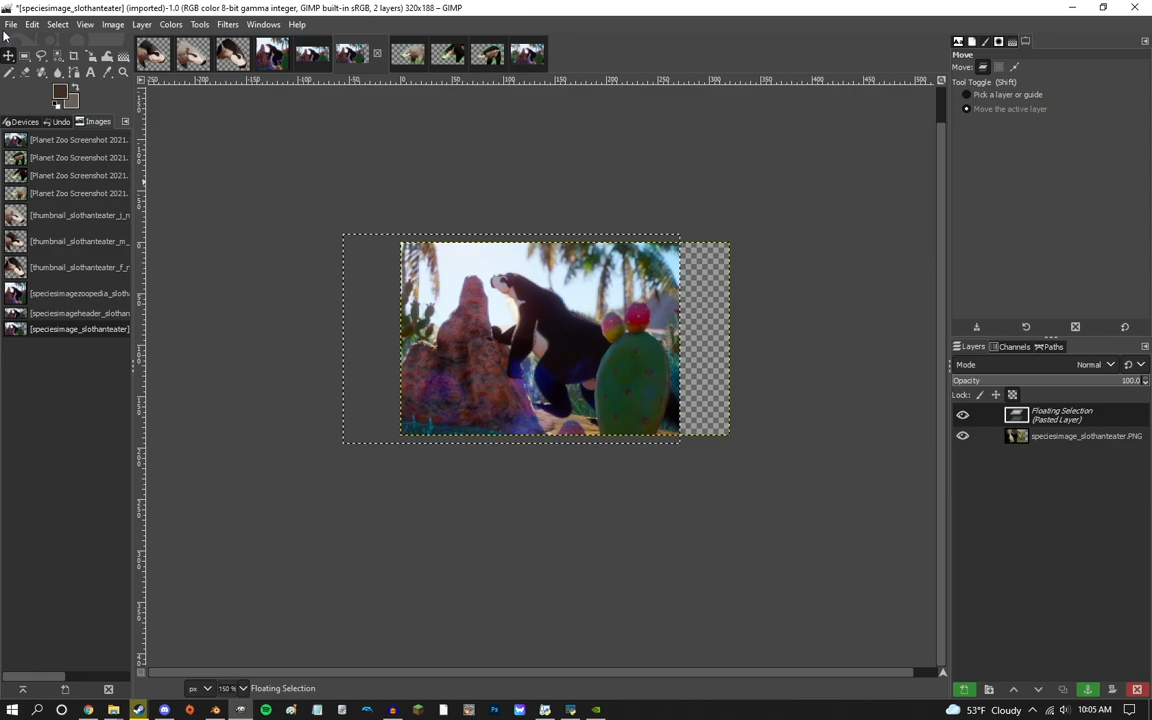 *[speciesimage_slothanteater] (imported)-1.0 (RGB color 8-bit gamma integer, GIMP built-in sRGB, 2 layers) 320x188 – GIMP
File Edit Select View Image Layer Colors Tools Filters Windows Help
Devices Undo Images
[Planet Zoo Screenshot 2021.
[Planet Zoo Screenshot 2021.
[Planet Zoo Screenshot 2021.
[Planet Zoo Screenshot 2021.
[thumbnail_slothanteater_j_n
[thumbnail_slothanteater_m_
[thumbnail_slothanteater_f_n
[speciesimagezoopedia_sloth
[speciesimageheader_slothan
[speciesimage_slothanteater]
Move
Move:
Tool Toggle (Shift)
Pick a layer or guide
Move the active layer
Layers Channels Paths
Mode Normal
Opacity 100.0
Lock:
Floating Selection
(Pasted Layer)
speciesimage_slothanteater.PNG
px 150 % Floating Selection
53°F Cloudy 10:05 AM